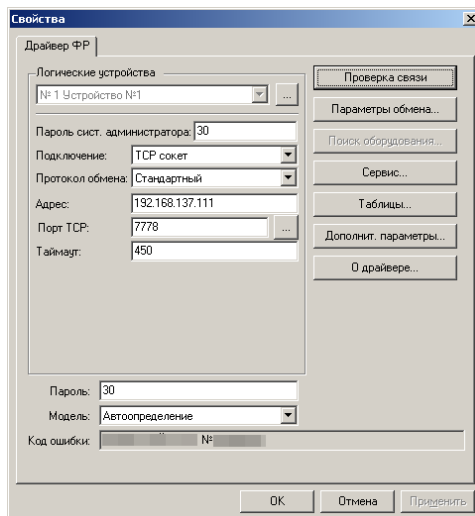 Свойства
Драйвер ФР
Логические устройства
№ 1 Устройство №1
...
Пароль сист. администратора: 30
Подключение: TCP сокет
Протокол обмена: Стандартный
Адрес: 192.168.137.111
Порт TCP: 7778 ...
Таймаут: 450
Проверка связи
Параметры обмена...
Поиск оборудования...
Сервис...
Таблицы...
Дополнит. параметры...
О драйвере...
Пароль: 30
Модель: Автоопределение
Код ошибки: №
OK Отмена Применить